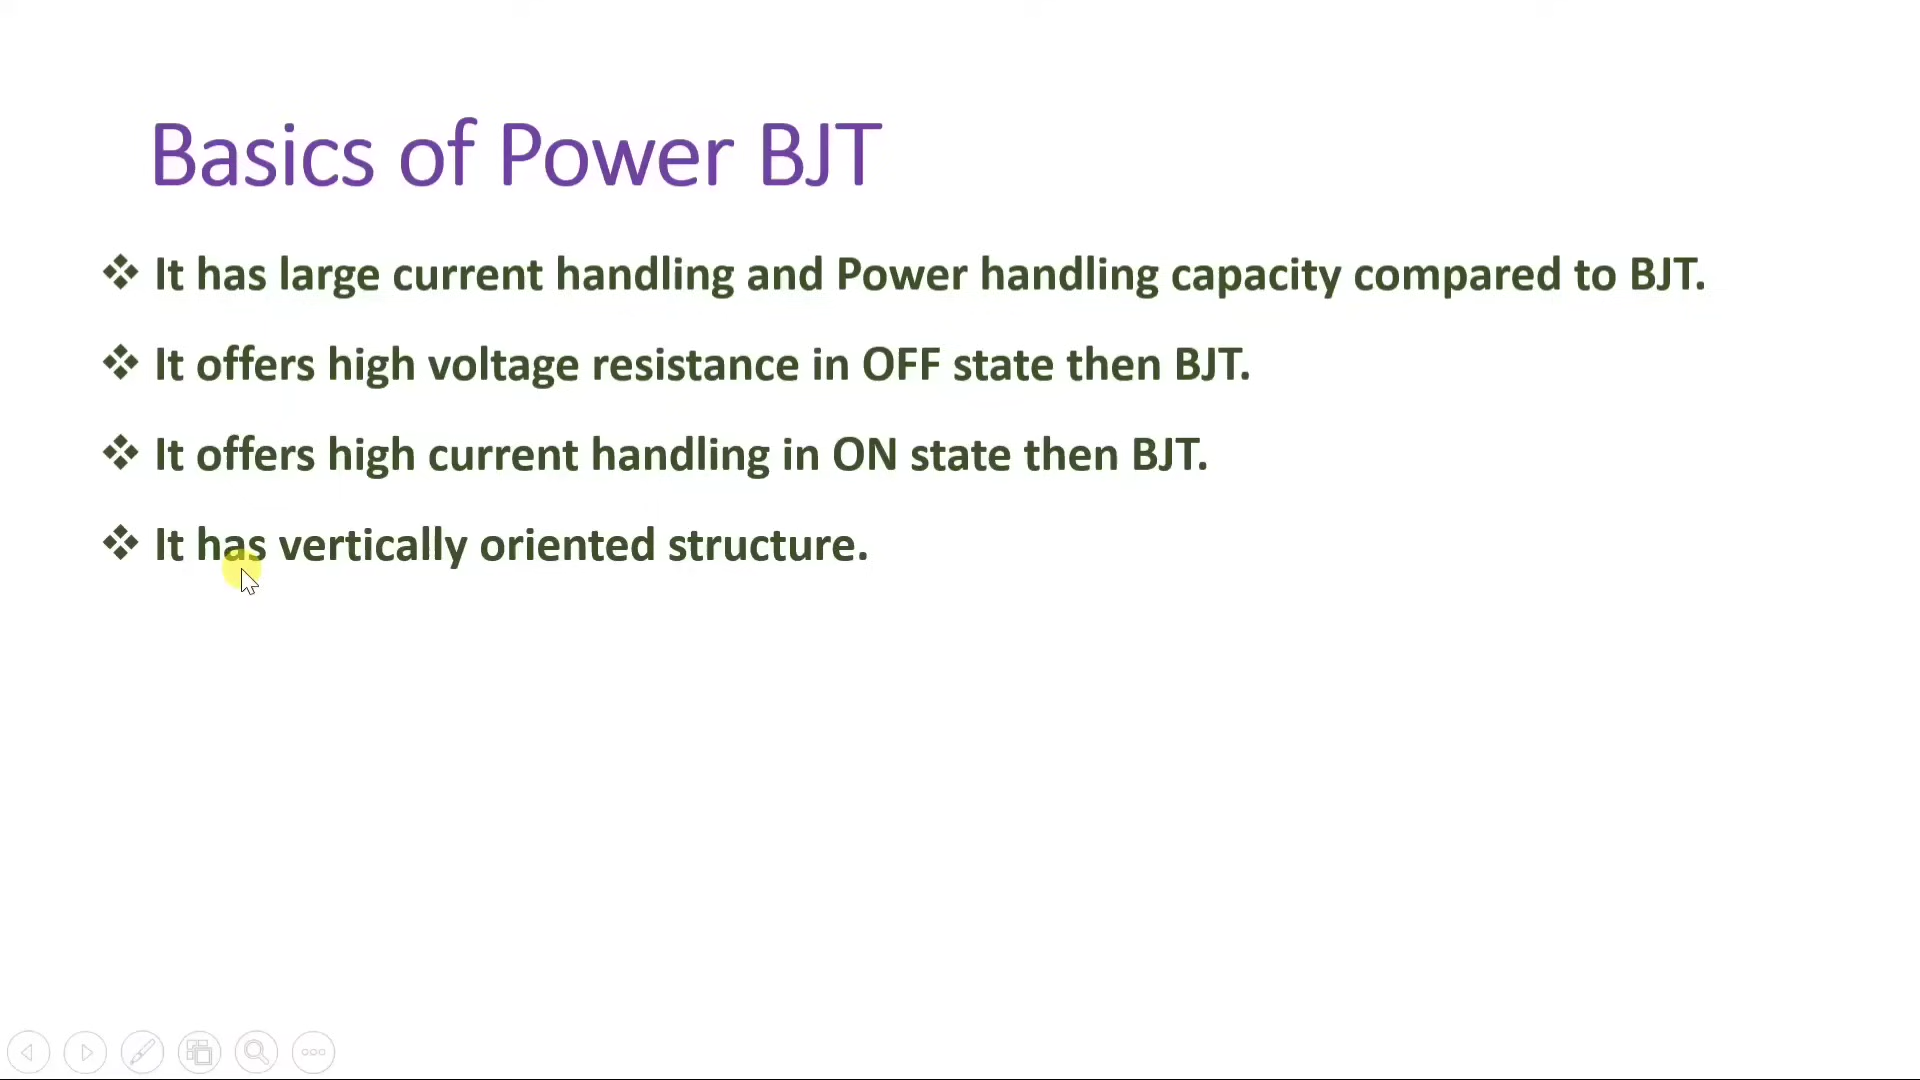 Basics of Power BJT
❖ It has large current handling and Power handling capacity compared to BJT.
❖ It offers high voltage resistance in OFF state then BJT.
❖ It offers high current handling in ON state then BJT.
❖ It has vertically oriented structure.